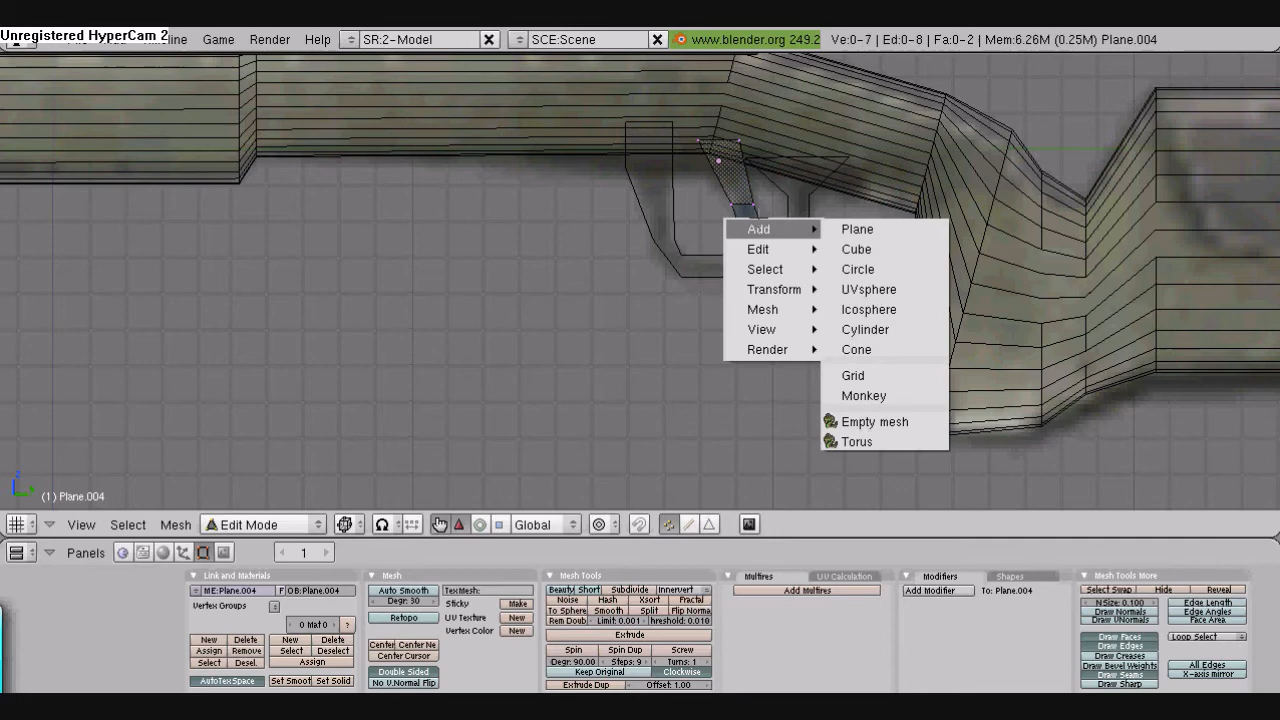 Unregistered HyperCam 2
Timeline Game Render Help SR:2-Model SCE:Scene www.blender.org 249.2 Ve:0-7 | Ed:0-8 | Fa:0-2 | Mem:6.26M (0.25M) Plane.004
Add
Edit
Select
Transform
Mesh
View
Render
Plane
Cube
Circle
UVsphere
Icosphere
Cylinder
Cone
Grid
Monkey
Empty mesh
Torus
(1) Plane.004
View Select Mesh Edit Mode Global
Panels 1
Link and Materials
ME:Plane.004 F OB:Plane.004
Vertex Groups
0 Mat 0 ?
New Delete New Delete
Assign Remove Select Deselect
Select Desel. Assign
AutoTexSpace Set Smoot Set Solid
Mesh
Auto Smooth TexMesh:
Degr: 30 Sticky Make
Retopo UV Texture New
Vertex Color New
Center Center Ne
Center Cursor
Double Sided
No V.Normal Flip
Mesh Tools
Beauty Short Subdivide Innervert
Noise Hash Xsort Fractal
To Sphere Smooth Split Flip Norma
Rem Doub Limit: 0.001 hreshold: 0.010
Extrude
Spin Spin Dup Screw
Degr: 90.00 Steps: 9 Turns: 1
Keep Original Clockwise
Extrude Dup Offset: 1.00
Multires UV Calculation
Add Multires
Modifiers Shapes
Add Modifier To: Plane.004
Mesh Tools More
Select Swap Hide Reveal
NSize: 0.100 Edge Length
Draw Normals Edge Angles
Draw VNormals Face Area
Draw Faces Loop Select
Draw Edges
Draw Creases
Draw Bevel Weights All Edges
Draw Seams X-axis mirror
Draw Sharp